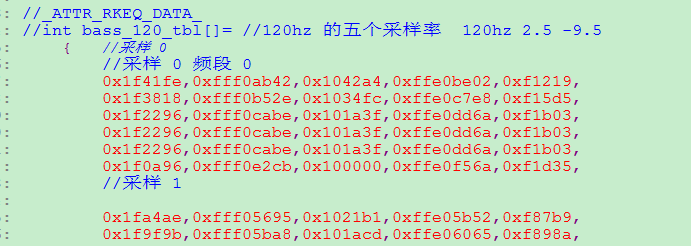 //_ATTR_RKEQ_DATA_
//int bass_120_tbl[]= //120hz 的五个采样率 120hz 2.5 -9.5
{ //采样 0
//采样 0 频段 0
0x1f41fe,0xfff0ab42,0x1042a4,0xffe0be02,0xf1219,
0x1f3818,0xfff0b52e,0x1034fc,0xffe0c7e8,0xf15d5,
0x1f2296,0xfff0cabe,0x101a3f,0xffe0dd6a,0xf1b03,
0x1f2296,0xfff0cabe,0x101a3f,0xffe0dd6a,0xf1b03,
0x1f2296,0xfff0cabe,0x101a3f,0xffe0dd6a,0xf1b03,
0x1f0a96,0xfff0e2cb,0x100000,0xffe0f56a,0xf1d35,
//采样 1
0x1fa4ae,0xfff05695,0x1021b1,0xffe05b52,0xf87b9,
0x1f9f9b,0xfff05ba8,0x101acd,0xffe06065,0xf898a,